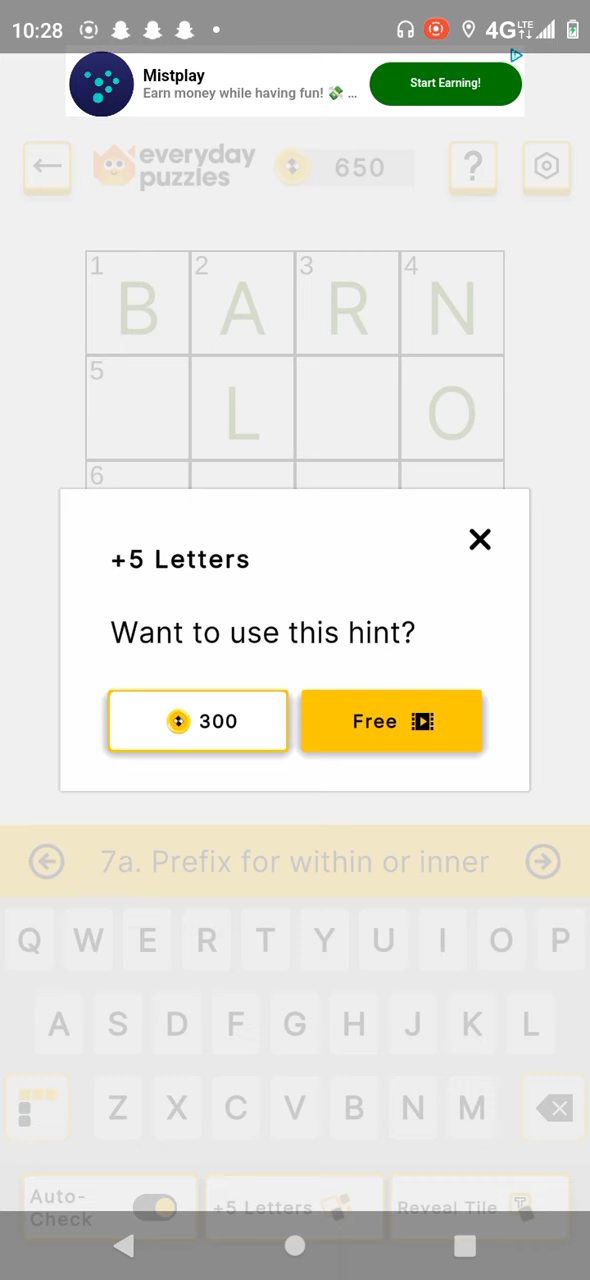 10:28
4G LTE
Mistplay
Earn money while having fun! 💸 ...
Start Earning!
everyday
puzzles
650
?
1 B 2 A 3 R 4 N
5 L O
6
+5 Letters
Want to use this hint?
300
Free
7a. Prefix for within or inner
Q W E R T Y U I O P
A S D F G H J K L
Z X C V B N M
Auto-
Check
+5 Letters
Reveal Tile